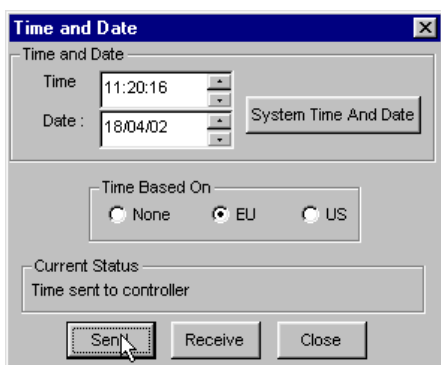 Time and Date
Time and Date
Time 11:20:16
Date : 18/04/02
System Time And Date
Time Based On
None EU US
Current Status
Time sent to controller
Send Receive Close